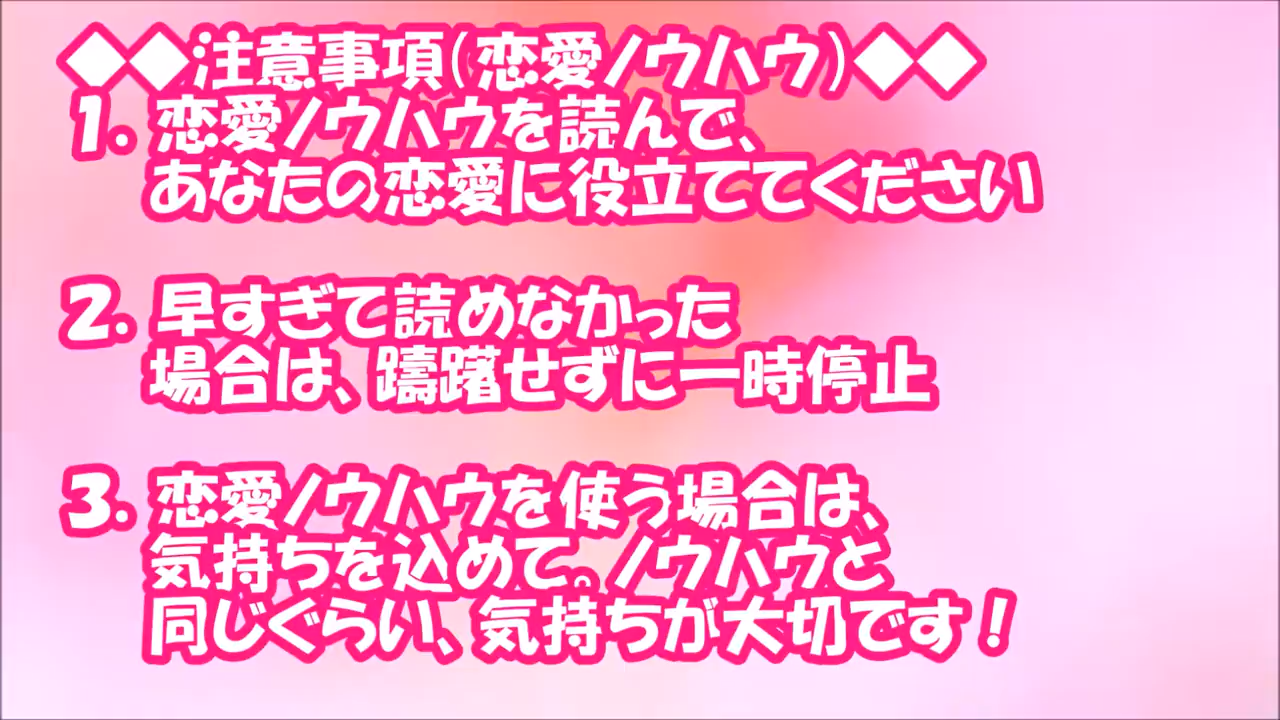 ◆◆注意事項(恋愛ノウハウ)◆◆
1. 恋愛ノウハウを読んで、
あなたの恋愛に役立ててください
2. 早すぎて読めなかった
場合は、躊躇せずに一時停止
3. 恋愛ノウハウを使う場合は、
気持ちを込めて。ノウハウと
同じぐらい、気持ちが大切です！